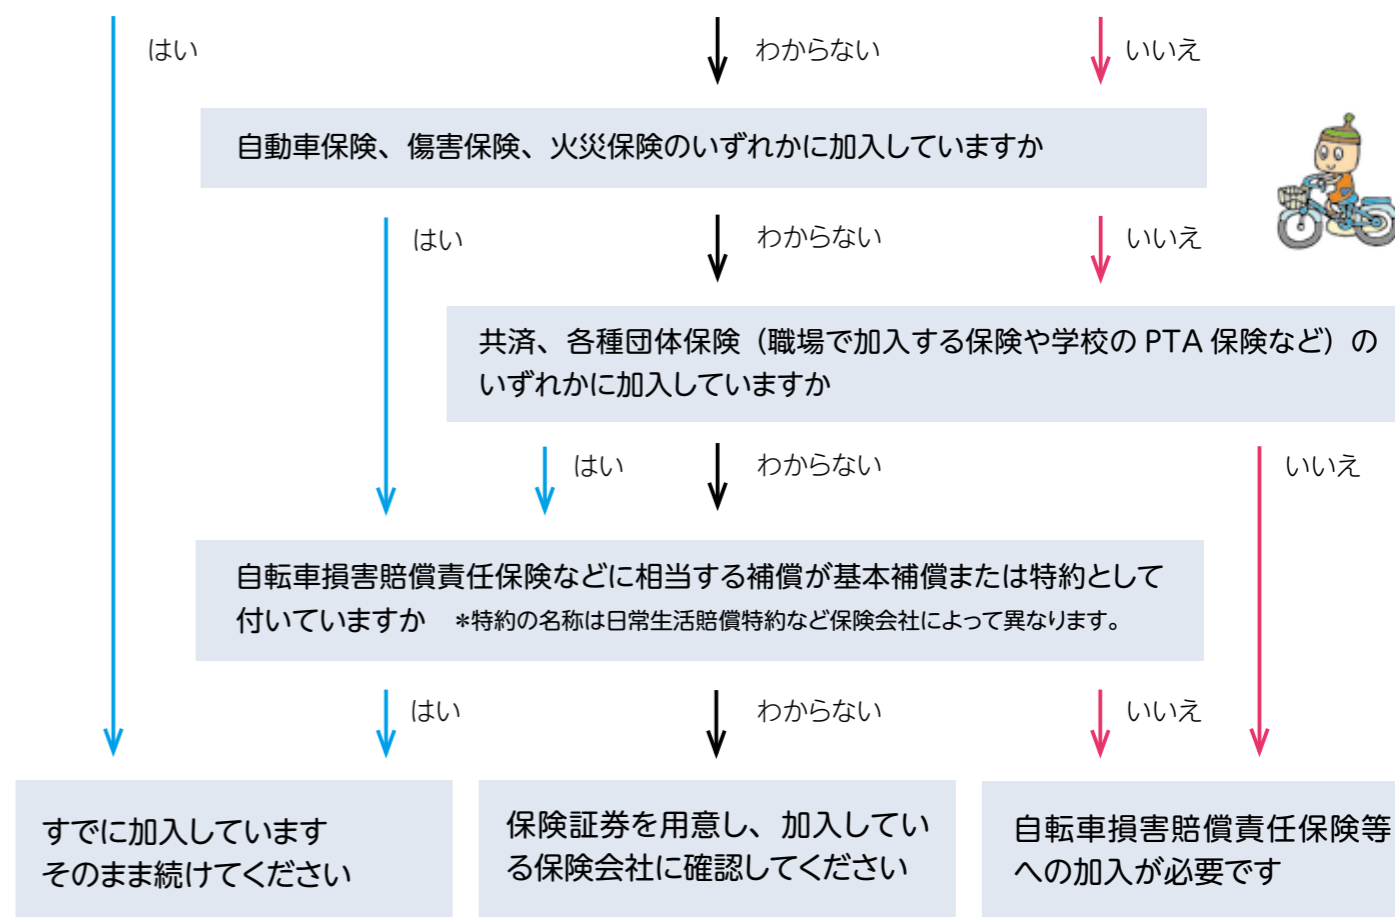 はい
わからない
いいえ
自動車保険、傷害保険、火災保険のいずれかに加入していますか
はい
わからない
いいえ
共済、各種団体保険（職場で加入する保険や学校の PTA 保険など）の
いずれかに加入していますか
はい
わからない
いいえ
自転車損害賠償責任保険などに相当する補償が基本補償または特約として
付いていますか *特約の名称は日常生活賠償特約など保険会社によって異なります。
はい
わからない
いいえ
すでに加入しています
そのまま続けてください
保険証券を用意し、加入してい
る保険会社に確認してください
自転車損害賠償責任保険等
への加入が必要です